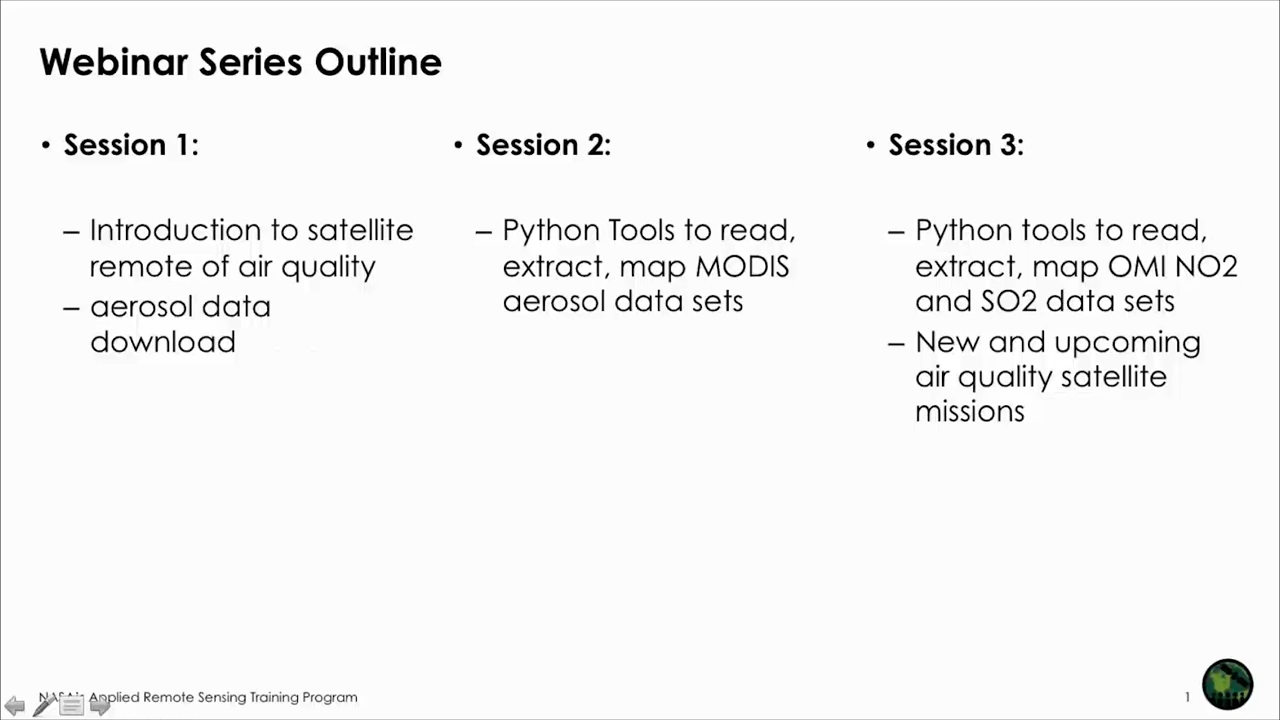 Webinar Series Outline
• Session 1:
– Introduction to satellite
remote of air quality
– aerosol data
download
• Session 2:
– Python Tools to read,
extract, map MODIS
aerosol data sets
• Session 3:
– Python tools to read,
extract, map OMI NO2
and SO2 data sets
– New and upcoming
air quality satellite
missions
NASA's Applied Remote Sensing Training Program
1